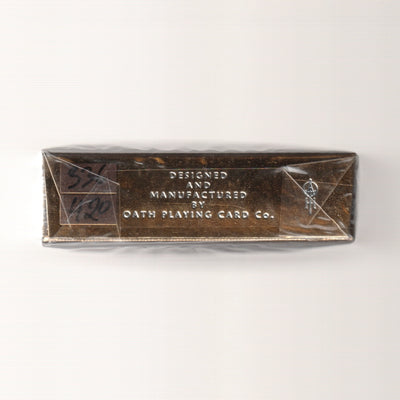 DESIGNED
AND
MANUFACTURED
BY
OATH PLAYING CARD Co.